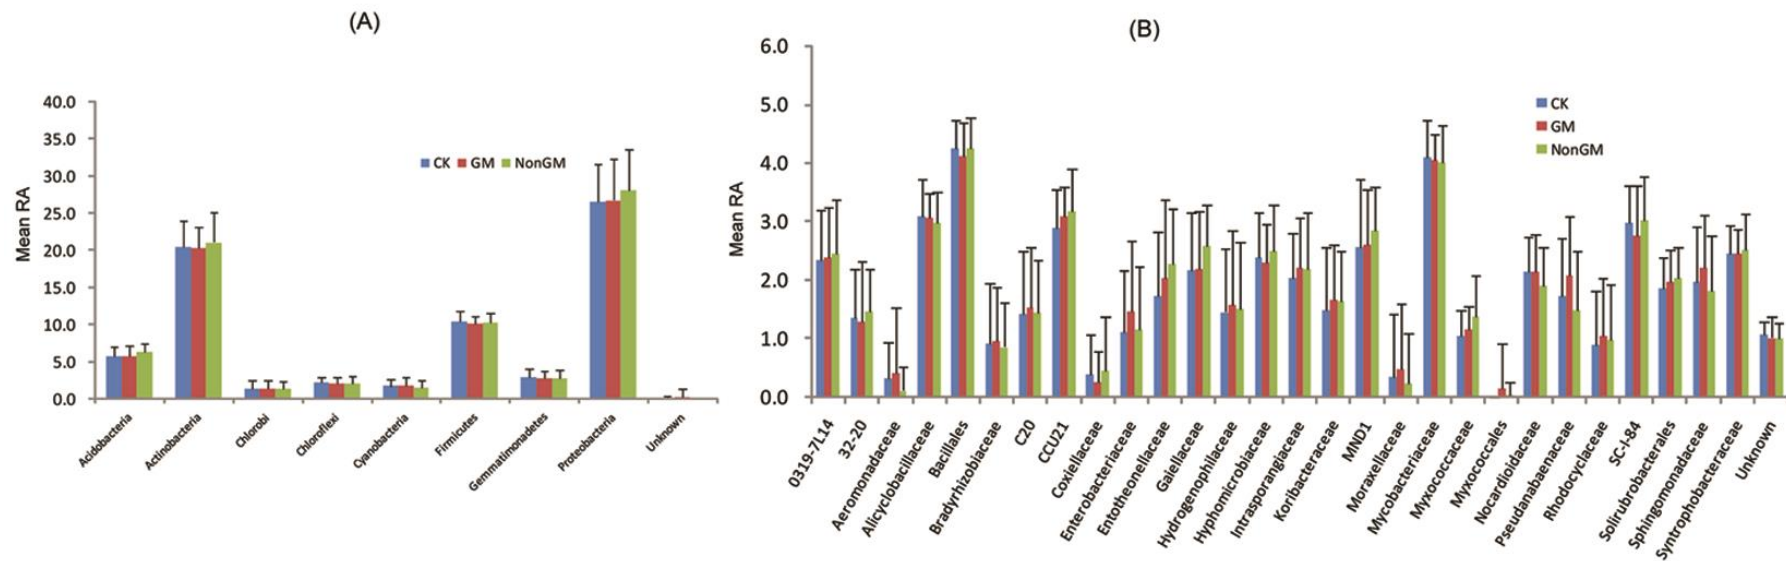 (A)
40.0
35.0
30.0
25.0
20.0
15.0
10.0
5.0
0.0
Mean RA
CK GM NonGM
Acidobacteria
Actinobacteria
Chlorobi
Chloroflexi
Cyanobacteria
Firmicutes
Gemmatimonadetes
Proteobacteria
Unknown
(B)
6.0
5.0
4.0
3.0
2.0
1.0
0.0
Mean RA
CK
GM
NonGM
0319-7L14
32-20
Aeromonadaceae
Alicyclobacillaceae
Bacillales
Bradyrhizobiaceae
C20
CCU21
Coxiellaceae
Enterobacteriaceae
Entotheonellaceae
Gaiellaceae
Hydrogenophilaceae
Hyphomicrobiaceae
Intrasporangiaceae
Koribacteraceae
MND1
Moraxellaceae
Mycobacteriaceae
Myxococcaceae
Myxococcales
Nocardioidaceae
Pseudanabaenaceae
Rhodocyclaceae
SC-I-84
Solirubrobacterales
Sphingomonadaceae
Syntrophobacteraceae
Unknown